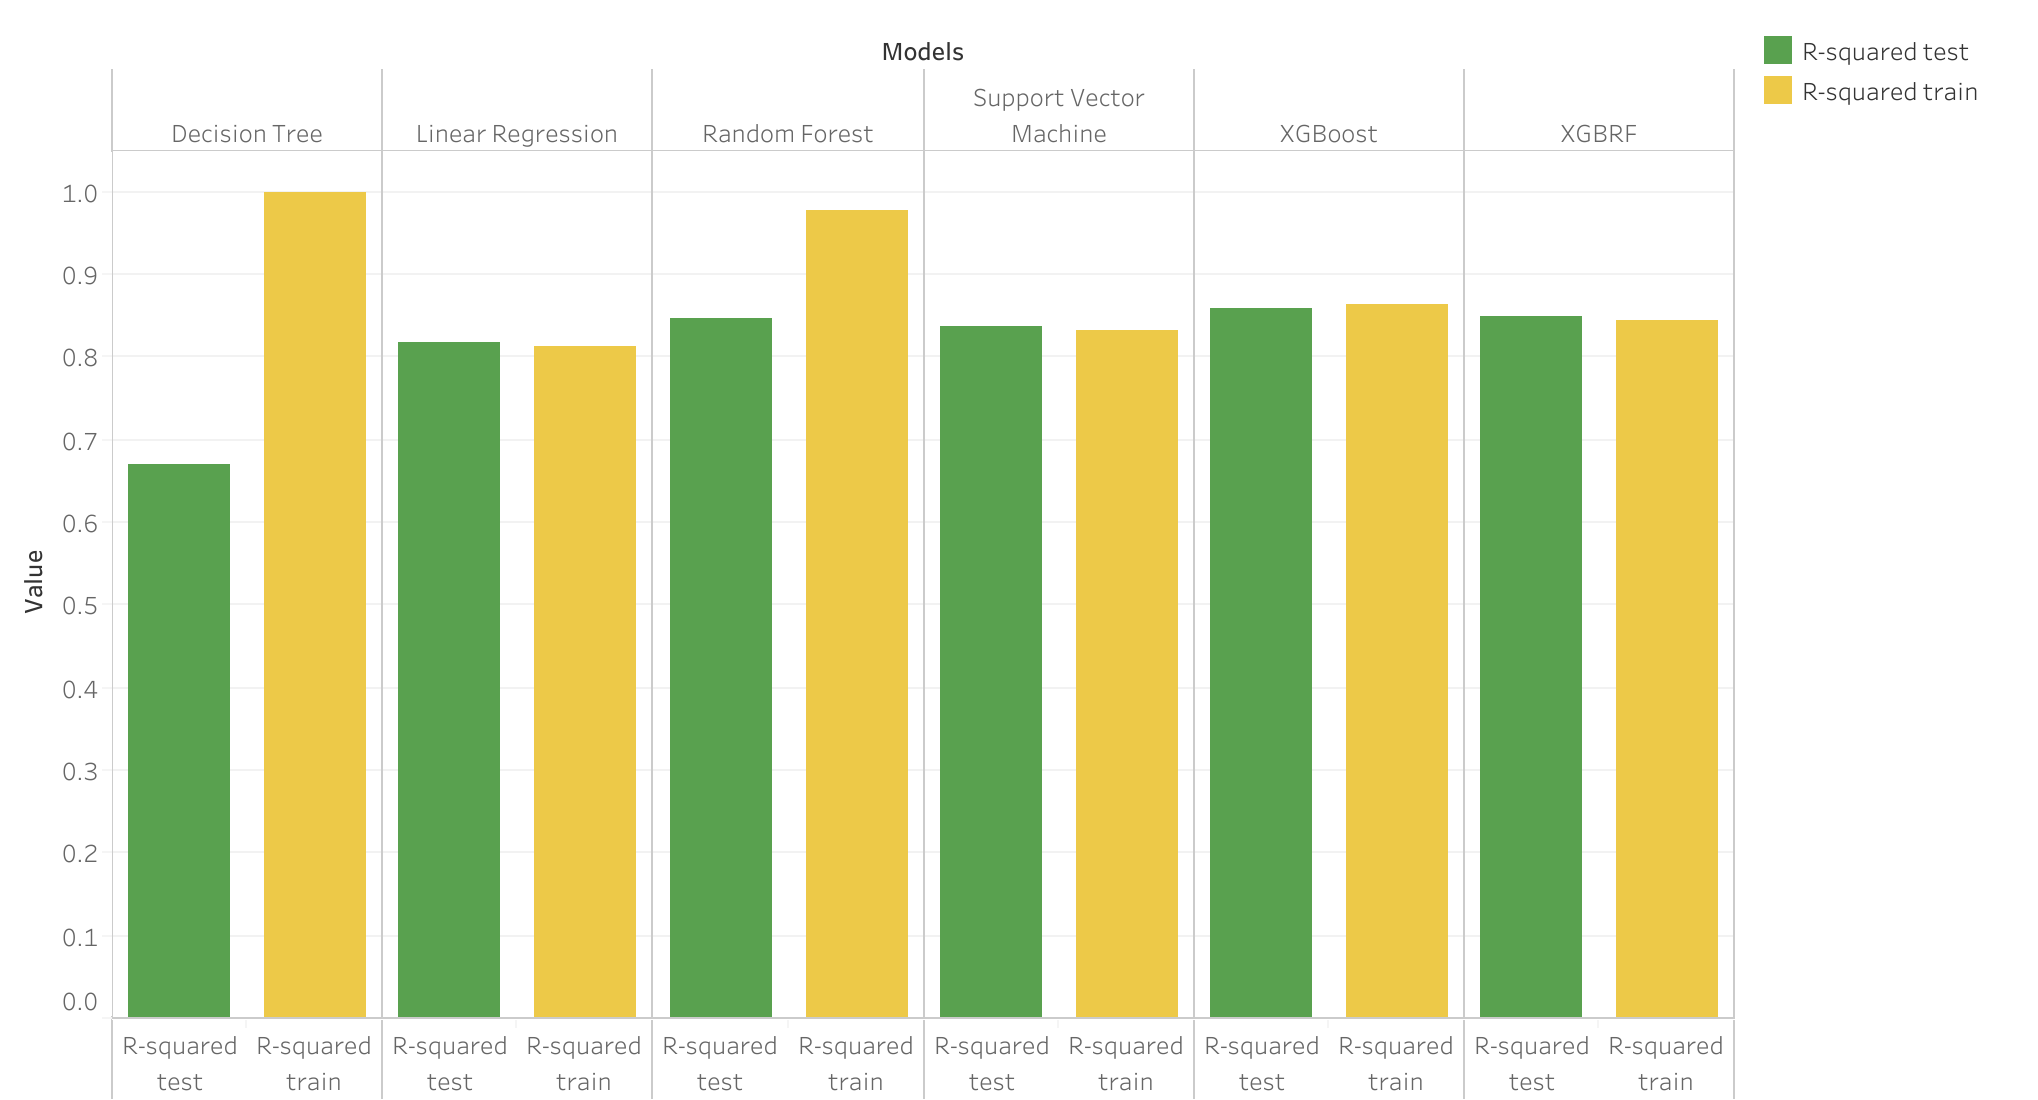 Models
R-squared test
R-squared train
Decision Tree
Linear Regression
Random Forest
Support Vector
Machine
XGBoost
XGBRF
Value
1.0
0.9
0.8
0.7
0.6
0.5
0.4
0.3
0.2
0.1
0.0
R-squared
test
R-squared
train
R-squared
test
R-squared
train
R-squared
test
R-squared
train
R-squared
test
R-squared
train
R-squared
test
R-squared
train
R-squared
test
R-squared
train